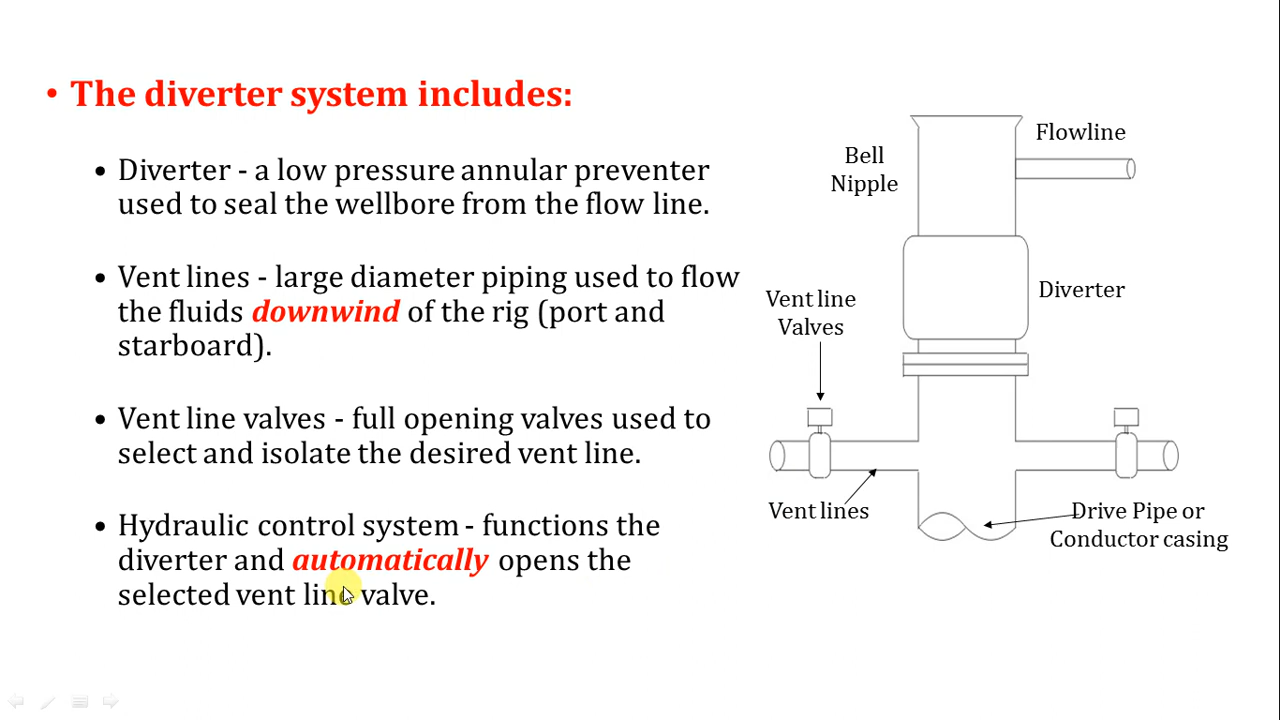 • The diverter system includes:
• Diverter - a low pressure annular preventer
used to seal the wellbore from the flow line.
• Vent lines - large diameter piping used to flow
the fluids downwind of the rig (port and
starboard).
• Vent line valves - full opening valves used to
select and isolate the desired vent line.
• Hydraulic control system - functions the
diverter and automatically opens the
selected vent line valve.
Flowline
Bell
Nipple
Diverter
Vent line
Valves
Vent lines
Drive Pipe or
Conductor casing